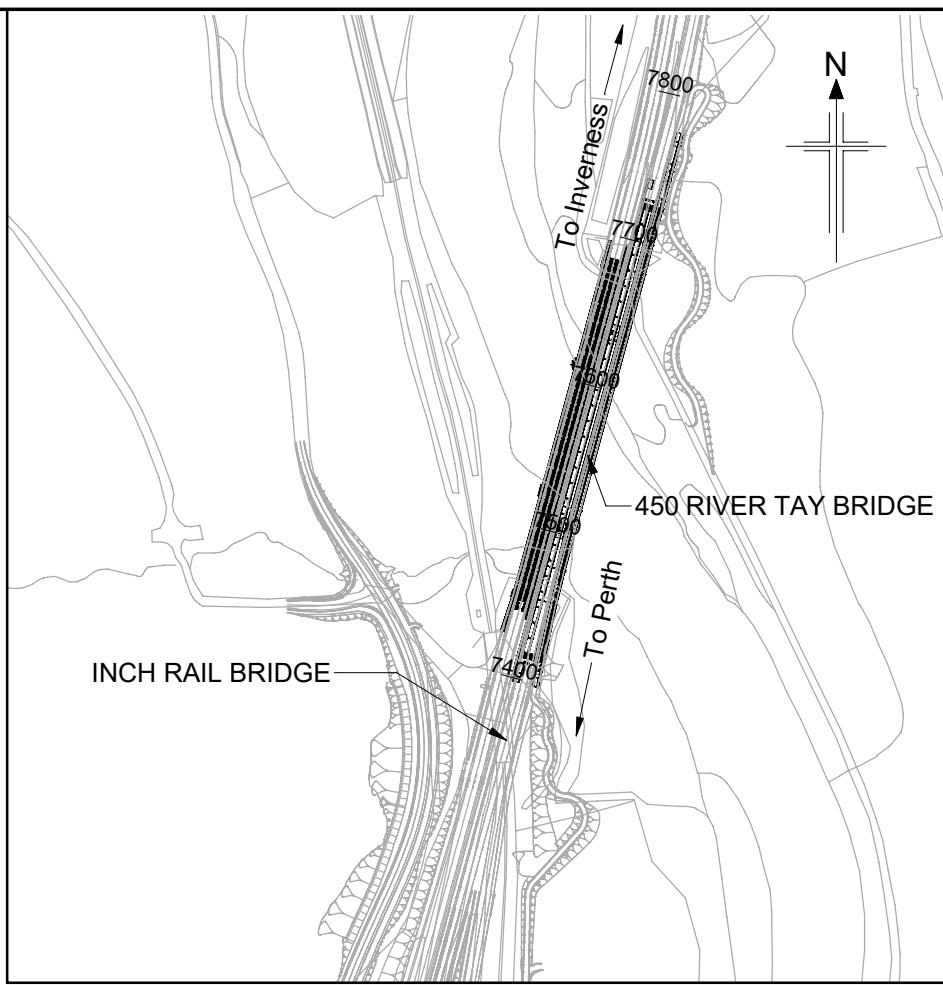 7800
N
To Inverness
7700
7600
450 RIVER TAY BRIDGE
7500
To Perth
7400
INCH RAIL BRIDGE